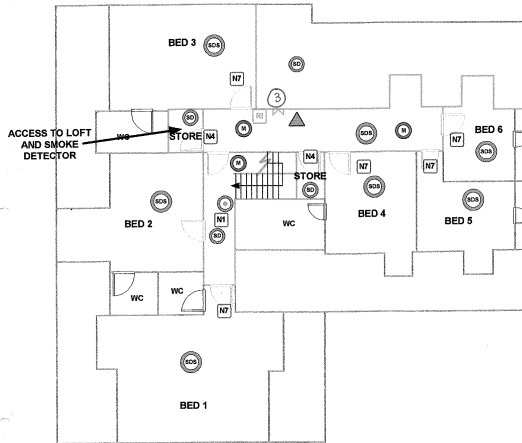 BED 3
SDS
SD
N7
3
R1
SD
ACCESS TO LOFT
AND SMOKE
DETECTOR
WC
STORE
N4
M
SDS
M
N7
BED 6
SDS
M
N4
STORE
SD
N7
SDS
BED 4
N7
SDS
BED 5
SDS
BED 2
N1
SD
WC
WC
WC
N7
SDS
BED 1